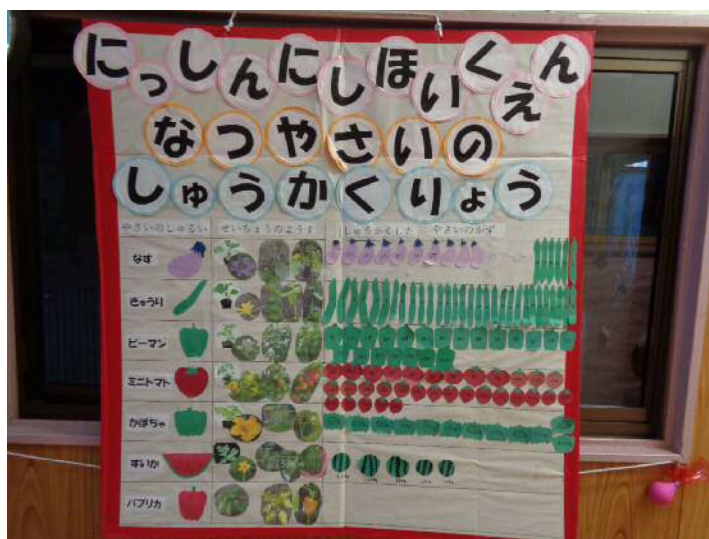 にっしんにしほいくえん
なつやさいの
しゅうかくりょう
やさいのしゅるい せいちょうのようす しゅうかくした やさいのかず
なす
きゅうり
ピーマン
ミニトマト
かぼちゃ
すいか
パプリカ